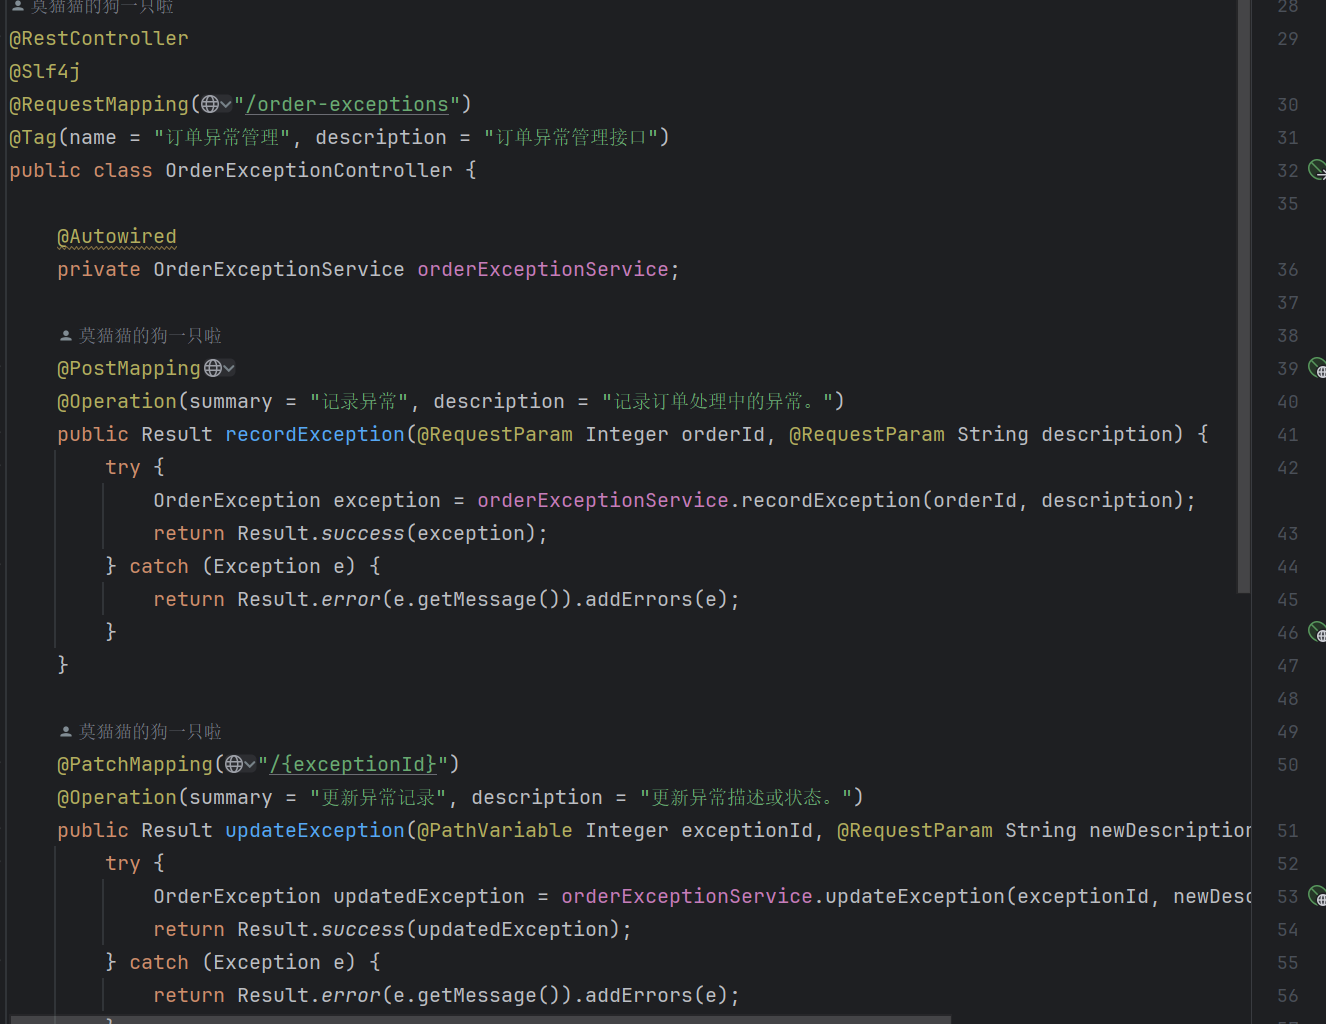 莫猫猫的狗一只啦
28
@RestController
29
@Slf4j
@RequestMapping("/order-exceptions")
30
@Tag(name = "订单异常管理", description = "订单异常管理接口")
31
public class OrderExceptionController {
32
35
@Autowired
private OrderExceptionService orderExceptionService;
36
37
莫猫猫的狗一只啦
38
@PostMapping
39
@Operation(summary = "记录异常", description = "记录订单处理中的异常。")
40
public Result recordException(@RequestParam Integer orderId, @RequestParam String description) {
41
try {
42
OrderException exception = orderExceptionService.recordException(orderId, description);
return Result.success(exception);
43
} catch (Exception e) {
44
return Result.error(e.getMessage()).addErrors(e);
45
}
46
}
47
48
莫猫猫的狗一只啦
49
@PatchMapping("/{exceptionId}")
50
@Operation(summary = "更新异常记录", description = "更新异常描述或状态。")
public Result updateException(@PathVariable Integer exceptionId, @RequestParam String newDescription
51
try {
52
OrderException updatedException = orderExceptionService.updateException(exceptionId, newDesc
53
return Result.success(updatedException);
54
} catch (Exception e) {
55
return Result.error(e.getMessage()).addErrors(e);
56